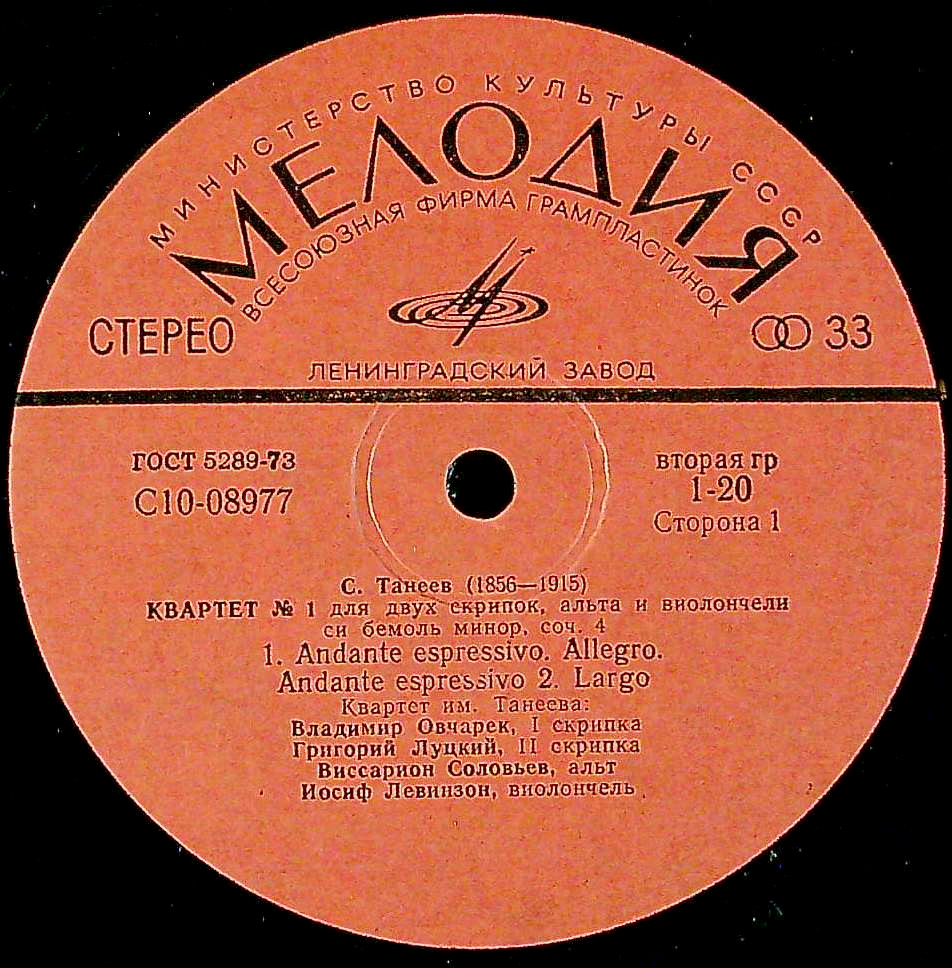 МИНИСТЕРСТВО КУЛЬТУРЫ СССР
МЕЛОДИЯ
ВСЕСОЮЗНАЯ ФИРМА ГРАМПЛАСТИНОК
СТЕРЕО
33
ЛЕНИНГРАДСКИЙ ЗАВОД
ГОСТ 5289-73
С10-08977
вторая гр
1-20
Сторона 1
С. Танеев (1856—1915)
КВАРТЕТ № 1 для двух скрипок, альта и виолончели
си бемоль минор, соч. 4
1. Andante espressivo. Allegro.
Andante espressivo 2. Largo
Квартет им. Танеева:
Владимир Овчарек, I скрипка
Григорий Луцкий, II скрипка
Виссарион Соловьев, альт
Иосиф Левинзон, виолончель